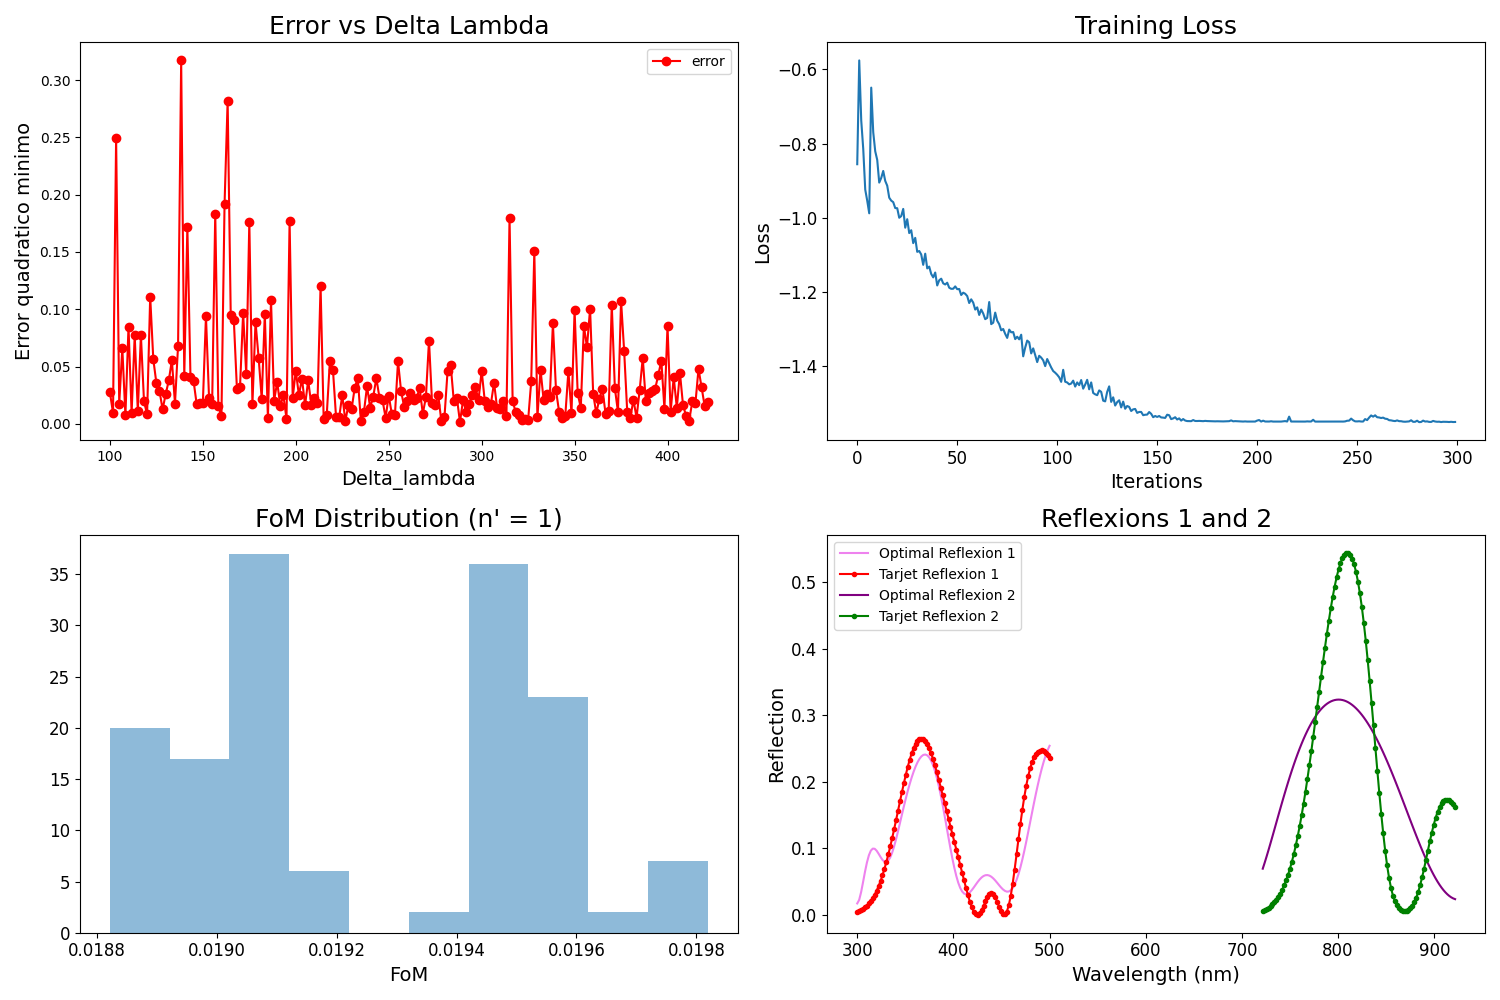 Error vs Delta Lambda
error
0.30
0.25
0.20
0.15
0.10
0.05
0.00
Error quadratico minimo
100 150 200 250 300 350 400
Delta_lambda
Training Loss
−0.6
−0.8
−1.0
−1.2
−1.4
Loss
0 50 100 150 200 250 300
Iterations
FoM Distribution (n' = 1)
35
30
25
20
15
10
5
0
0.0188 0.0190 0.0192 0.0194 0.0196 0.0198
FoM
Reflexions 1 and 2
Optimal Reflexion 1
Tarjet Reflexion 1
Optimal Reflexion 2
Tarjet Reflexion 2
0.5
0.4
0.3
0.2
0.1
0.0
Reflection
300 400 500 600 700 800 900
Wavelength (nm)